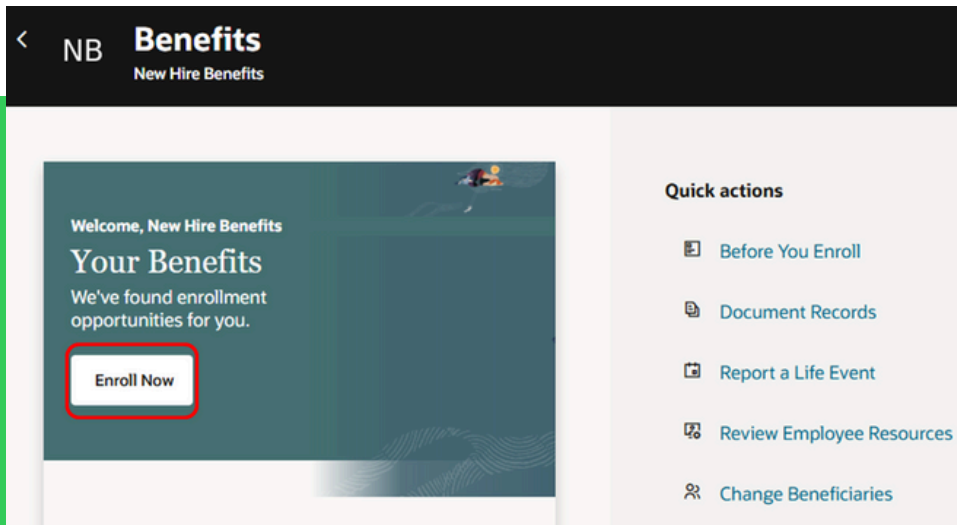 NB
Benefits
New Hire Benefits
Welcome, New Hire Benefits
Your Benefits
We've found enrollment
opportunities for you.
Enroll Now
Quick actions
Before You Enroll
Document Records
Report a Life Event
Review Employee Resources
Change Beneficiaries